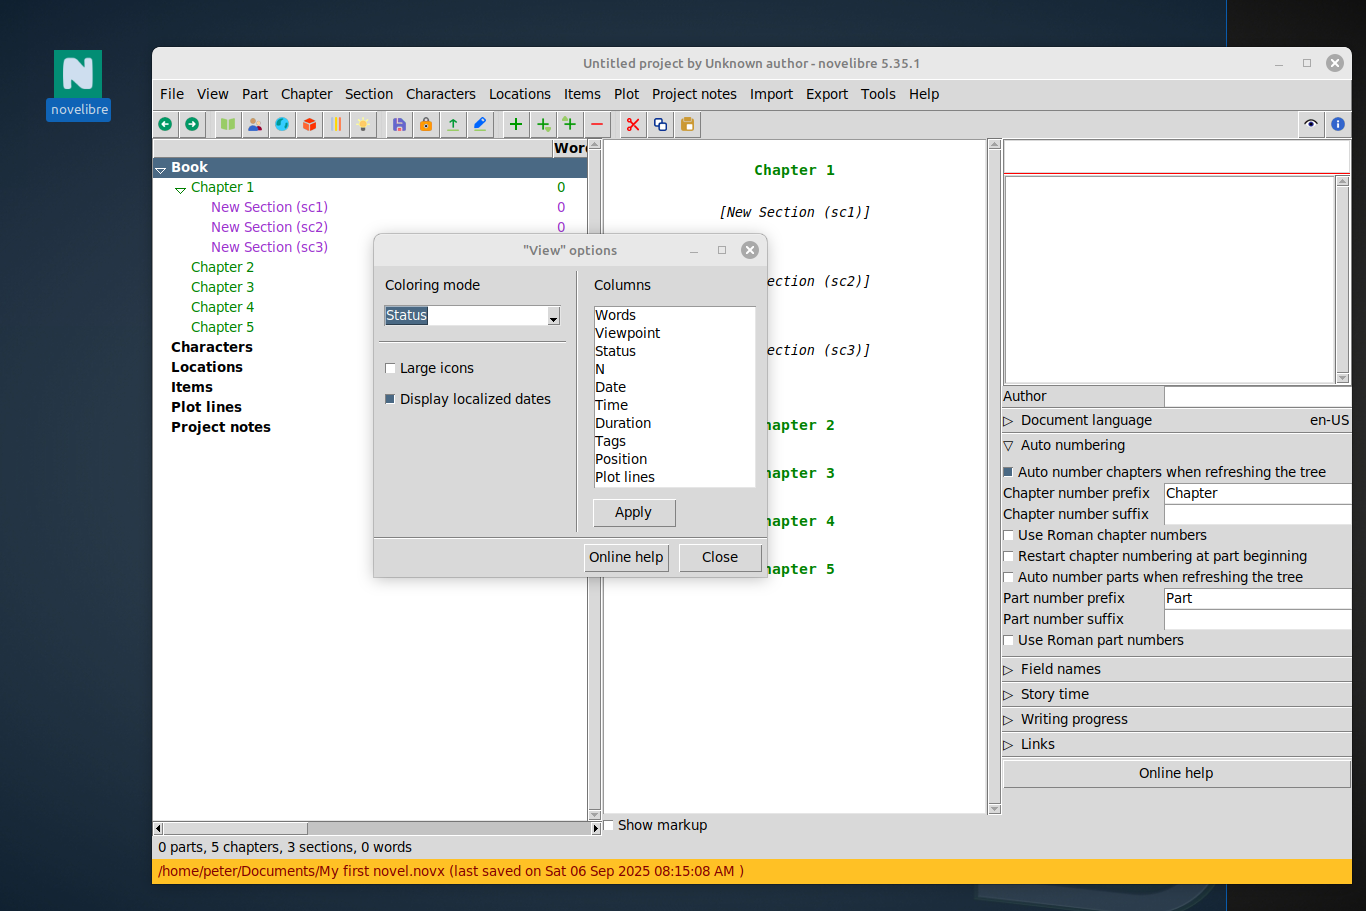 novelibre
Untitled project by Unknown author - novelibre 5.35.1
File View Part Chapter Section Characters Locations Items Plot Project notes Import Export Tools Help
Book
Chapter 1 0
New Section (sc1) 0
New Section (sc2) 0
New Section (sc3)
Chapter 2
Chapter 3
Chapter 4
Chapter 5
Characters
Locations
Items
Plot lines
Project notes
Chapter 1
[New Section (sc1)]
ection (sc2)]
ection (sc3)]
hapter 2
hapter 3
hapter 4
hapter 5
"View" options
Coloring mode
Status
Large icons
Display localized dates
Columns
Words
Viewpoint
Status
N
Date
Time
Duration
Tags
Position
Plot lines
Apply
Online help Close
Author
Document language en-US
Auto numbering
Auto number chapters when refreshing the tree
Chapter number prefix Chapter
Chapter number suffix
Use Roman chapter numbers
Restart chapter numbering at part beginning
Auto number parts when refreshing the tree
Part number prefix Part
Part number suffix
Use Roman part numbers
Field names
Story time
Writing progress
Links
Online help
Show markup
0 parts, 5 chapters, 3 sections, 0 words
/home/peter/Documents/My first novel.novx (last saved on Sat 06 Sep 2025 08:15:08 AM )